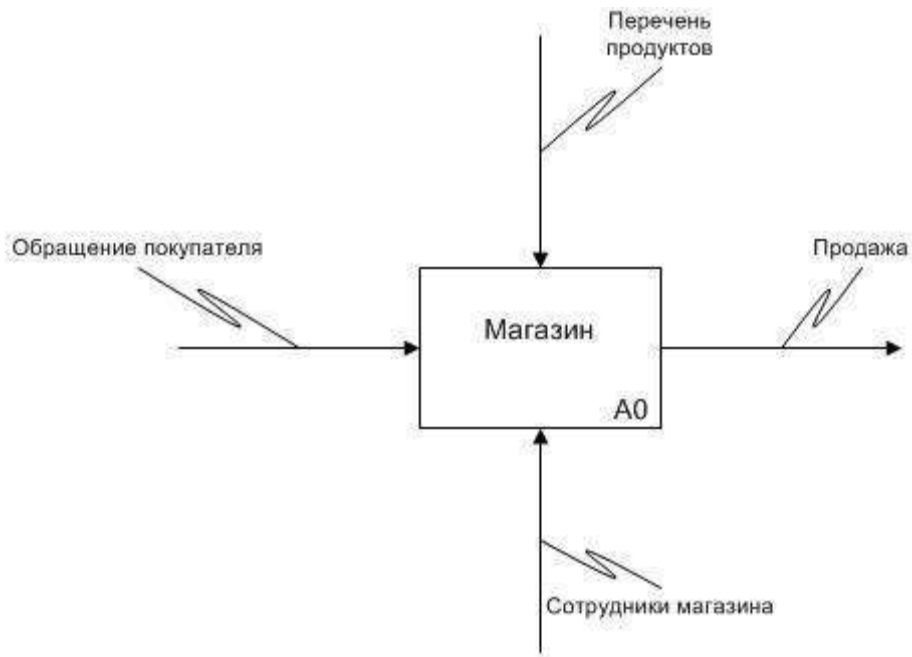 Перечень
продуктов
Обращение покупателя
Продажа
Магазин
A0
Сотрудники магазина